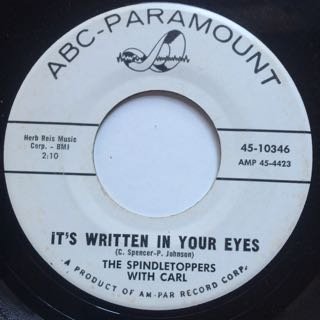 ABC-PARAMOUNT
Herb Reis Music
Corp. - BMI
2:10
45-10346
AMP 45-4423
IT'S WRITTEN IN YOUR EYES
(C. Spencer-P. Johnson)
THE SPINDLETOPPERS
WITH CARL
A PRODUCT OF AM-PAR RECORD CORP.